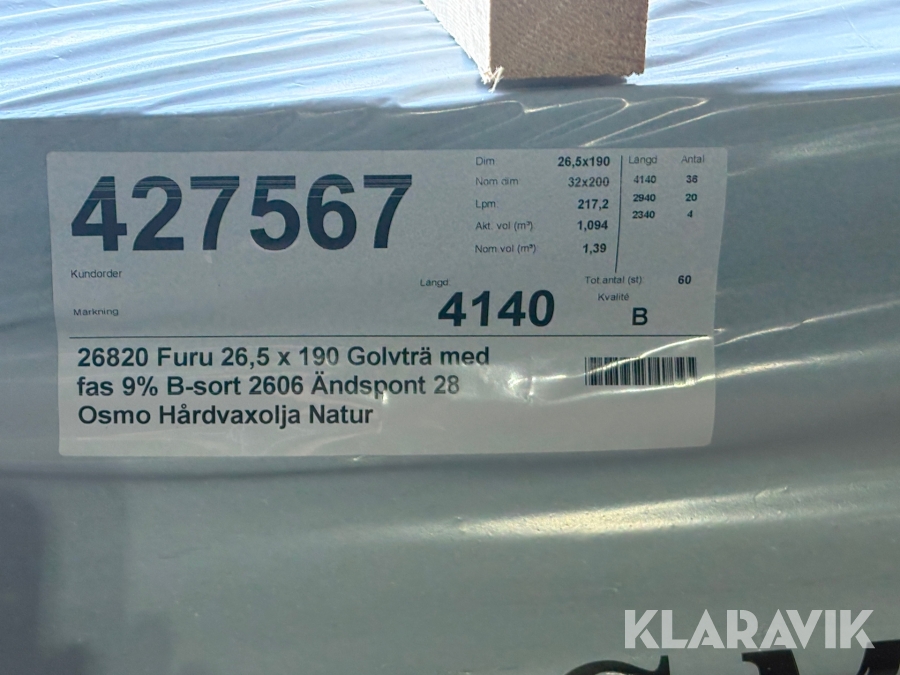 427567
Kundorder
Märkning
Dim 26,5x190
Nom dim 32x200
Lpm 217,2
Akt. vol (m³) 1,094
Nom.vol (m³) 1,39
Längd Antal
4140 36
2940 20
2340 4
Längd
4140
Tot.antal (st) 60
Kvalité
B
26820 Furu 26,5 x 190 Golvträ med
fas 9% B-sort 2606 Ändspont 28
Osmo Hårdvaxolja Natur
KLARAVIK